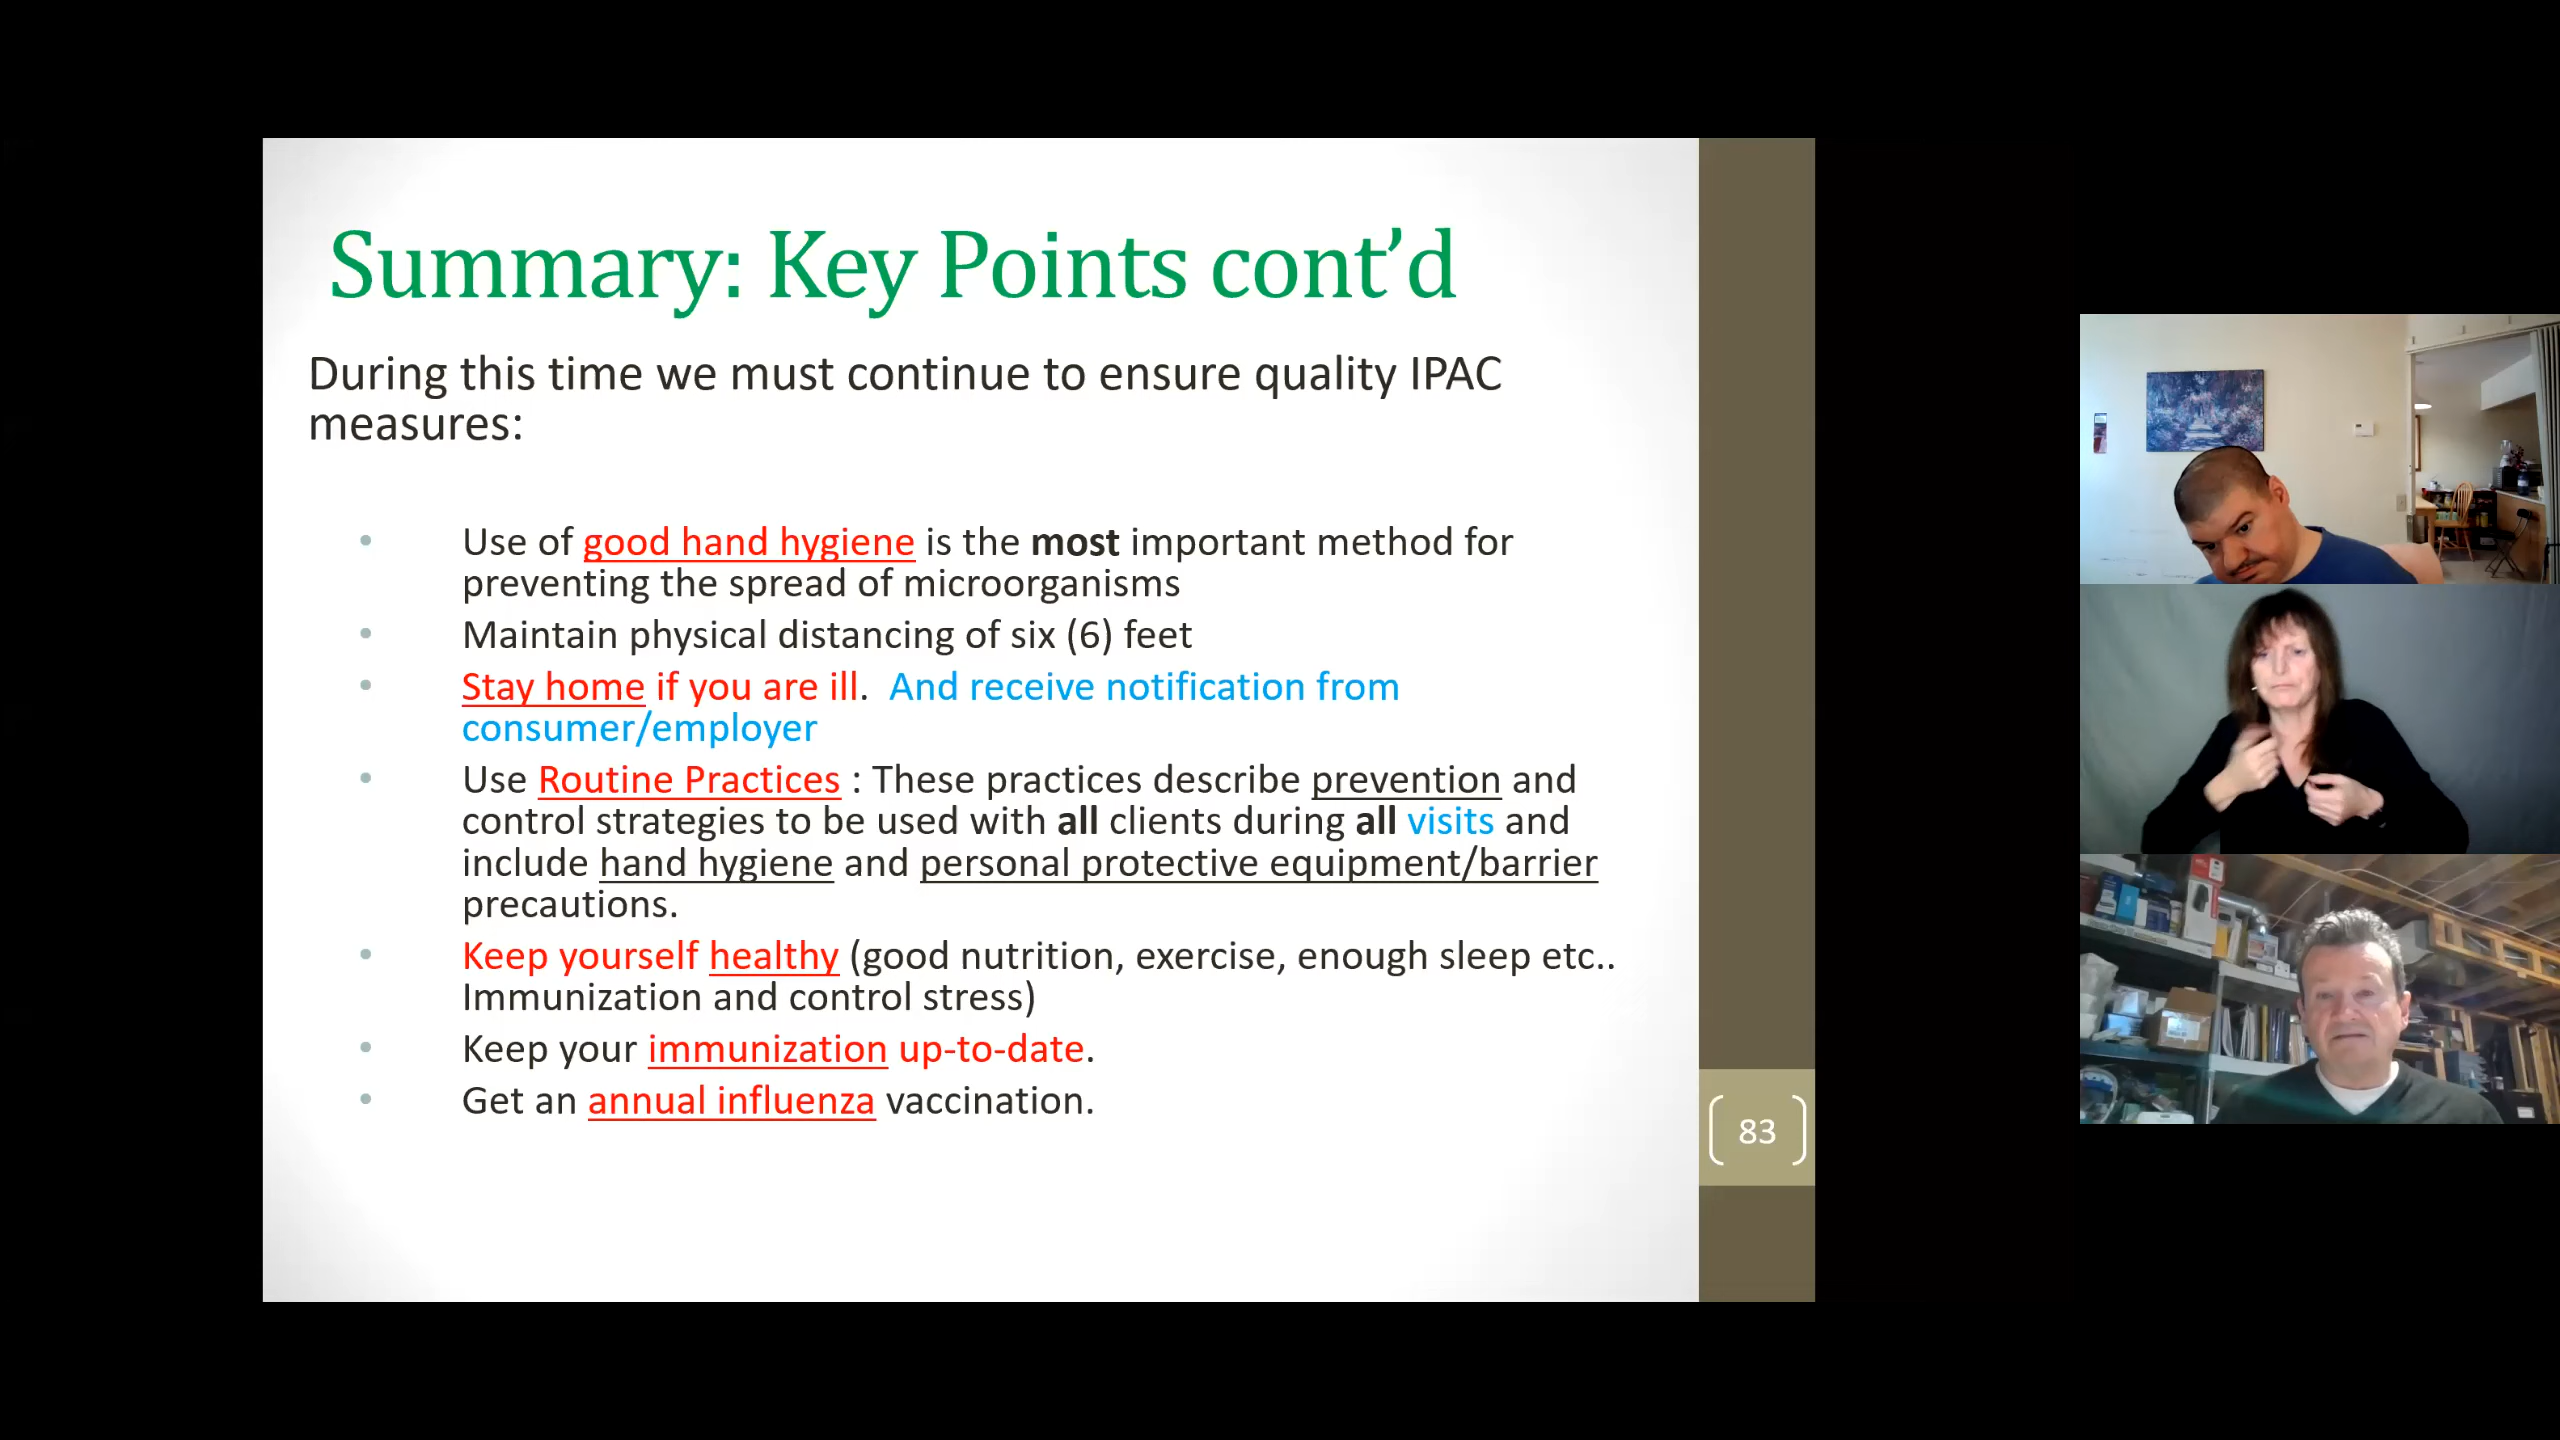 Summary: Key Points cont’d
During this time we must continue to ensure quality IPAC
measures:
• Use of good hand hygiene is the most important method for
preventing the spread of microorganisms
• Maintain physical distancing of six (6) feet
• Stay home if you are ill.  And receive notification from
consumer/employer
• Use Routine Practices : These practices describe prevention and
control strategies to be used with all clients during all visits and
include hand hygiene and personal protective equipment/barrier
precautions.
• Keep yourself healthy (good nutrition, exercise, enough sleep etc..
Immunization and control stress)
• Keep your immunization up-to-date.
• Get an annual influenza vaccination.
83